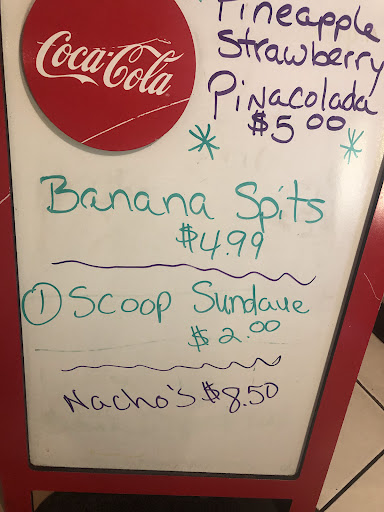 Coca-Cola
Pineapple
Strawberry
Pinacolada
$5.00
Banana Spits
$4.99
① Scoop Sundaue
$2.00
Nacho's $8.50